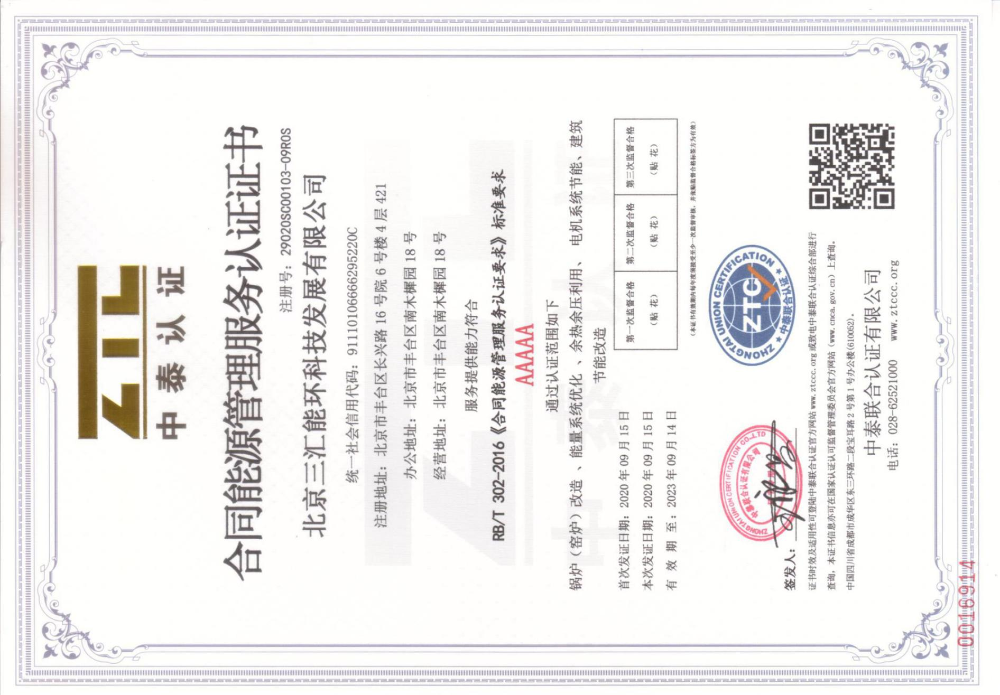 中泰认证
合同能源管理服务认证证书
注册号：29020SC00103-09R0S
北京三汇能环科技发展有限公司
统一社会信用代码：91110106666295220C
注册地址：北京市丰台区长兴路 16 号院 6 号楼 4 层 421
办公地址：北京市丰台区南木樨园 18 号
经营地址：北京市丰台区南木樨园 18 号
服务提供能力符合
RB/T 302-2016《合同能源管理服务认证要求》标准要求
AAAAA
通过认证范围如下
锅炉（窑炉）改造、能量系统优化、余热余压利用、电机系统节能、建筑
节能改造
首次发证日期：2020 年 09 月 15 日
本次发证日期：2020 年 09 月 15 日
有 效 期 至：2023 年 09 月 14 日
第一次监督合格
（贴 花）
第二次监督合格
（贴 花）
第三次监督合格
（贴 花）
（本证书有效期内每年度须接受至少一次监督审核，并张贴监督合格标签方为有效）
签发人：
ZHONGTAI UNION CERTIFICATION CO.,LTD
中泰联合认证有限公司
ZHONGTAI UNION CERTIFICATION
ZTC
中泰联合认证
证书时效及适用性可登陆中泰联合认证官方网站 www.ztccc.org 或致电中泰联合认证综合部进行
查询，本证书信息亦可在国家认证认可监督管理委员会官方网站（www.cnca.gov.cn）上查询。
中国四川省成都市成华区东三环路二段宝耳路 2 号第 1 号办公楼(610052)。
中泰联合认证有限公司
电话：028-62521000 www.ztccc.org
0016914